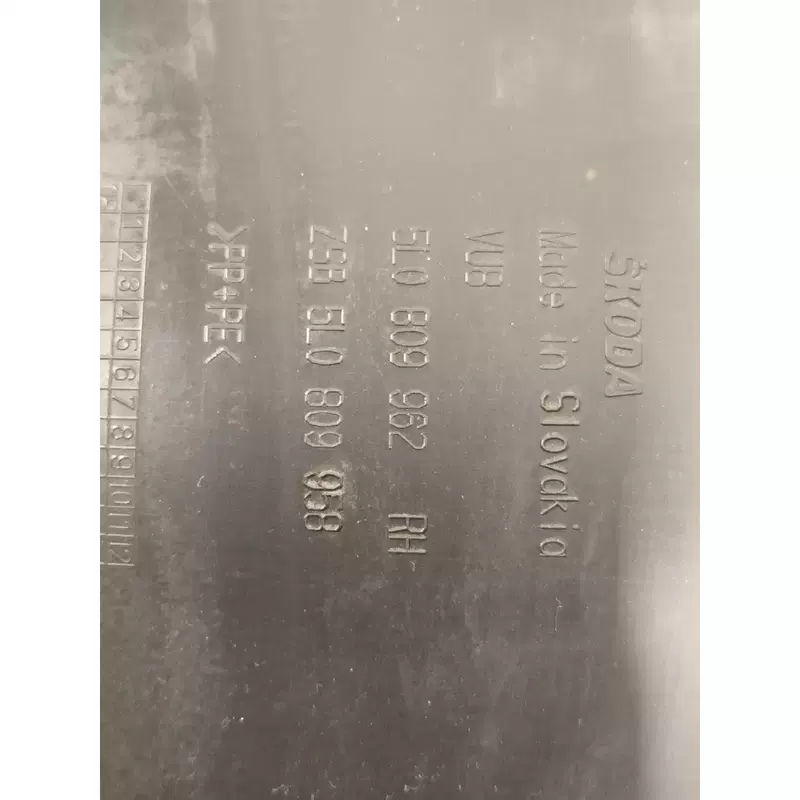 ŠKODA
Made in Slovakia
VUB
5L0 809 962 RH
ZSB 5L0 809 958
>PP+PE<
1 2 3 4 5 6 7 8 9 10 11 12